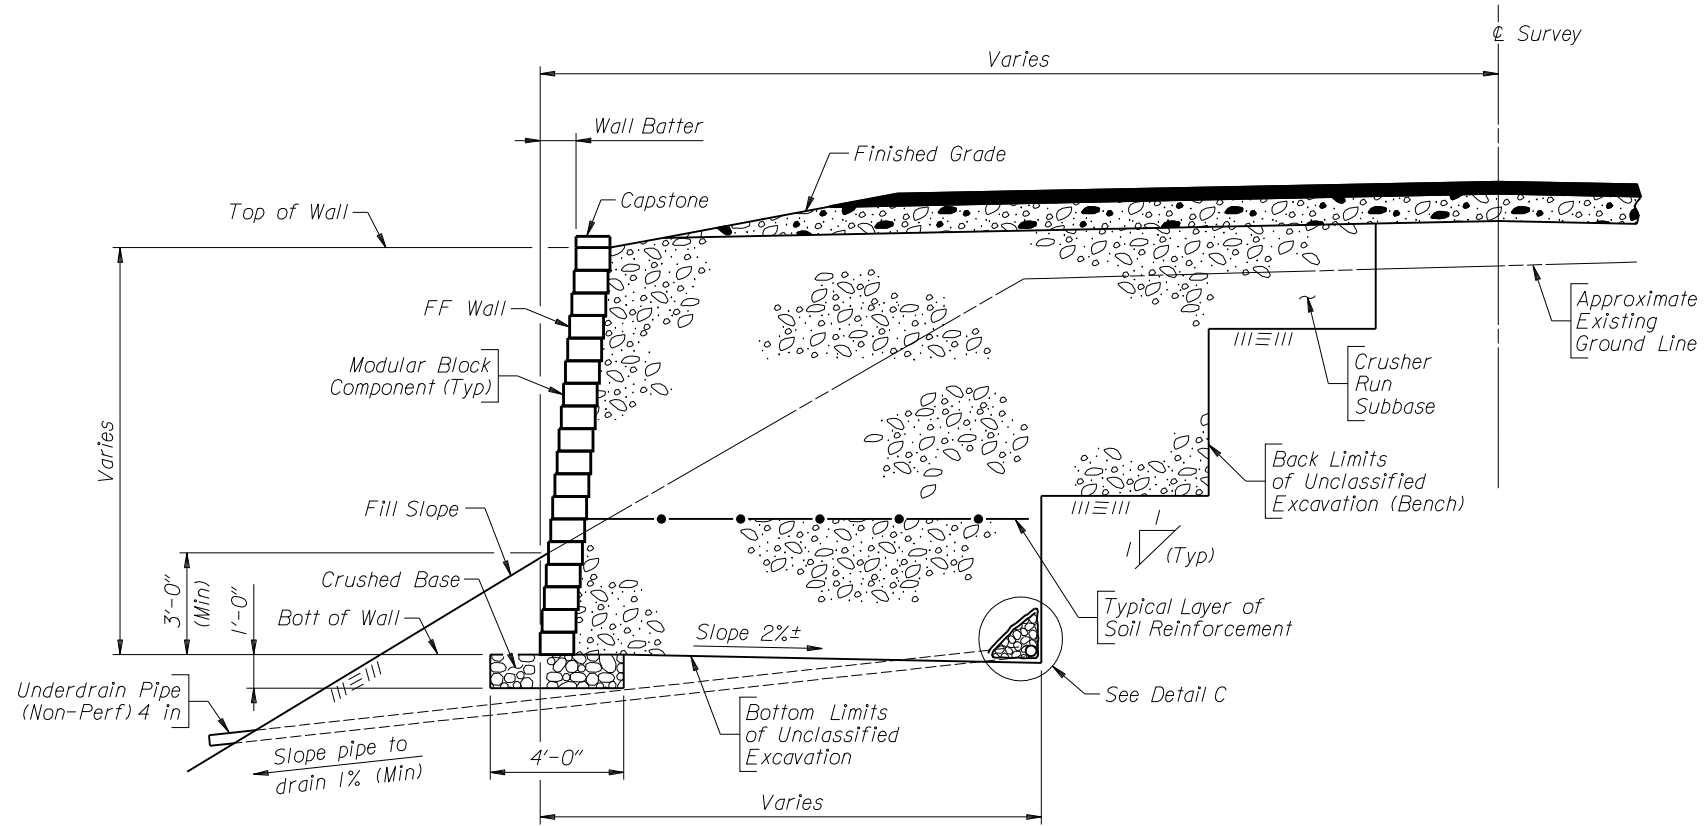 ℄ Survey
Varies
Wall Batter
Finished Grade
Capstone
Top of Wall
FF Wall
Approximate
Existing
Ground Line
Modular Block
Component (Typ)
Crusher
Run
Subbase
Varies
Back Limits
of Unclassified
Excavation (Bench)
Fill Slope
1
1
(Typ)
Crushed Base
3'-0"
(Min)
1'-0"
Bott of Wall
Typical Layer of
Soil Reinforcement
Slope 2%±
Underdrain Pipe
(Non-Perf) 4 in
See Detail C
Bottom Limits
of Unclassified
Excavation
Slope pipe to
drain 1% (Min)
4'-0"
Varies